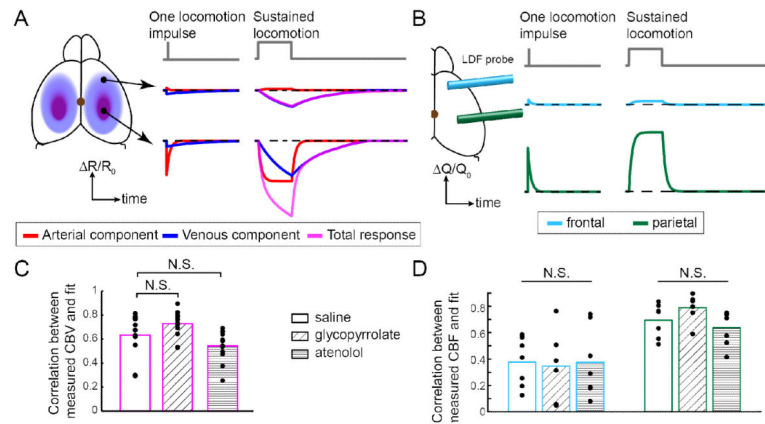 A
One locomotion
impulse
Sustained
locomotion
ΔR/R0
time
Arterial component
Venous component
Total response
B
One locomotion
impulse
Sustained
locomotion
LDF probe
ΔQ/Q0
time
frontal
parietal
C
N.S.
N.S.
Correlation between
measured CBV and fit
1
0.8
0.6
0.4
0.2
0
saline
glycopyrrolate
atenolol
D
N.S.
N.S.
Correlation between
measured CBF and fit
0.8
0.6
0.4
0.2
0